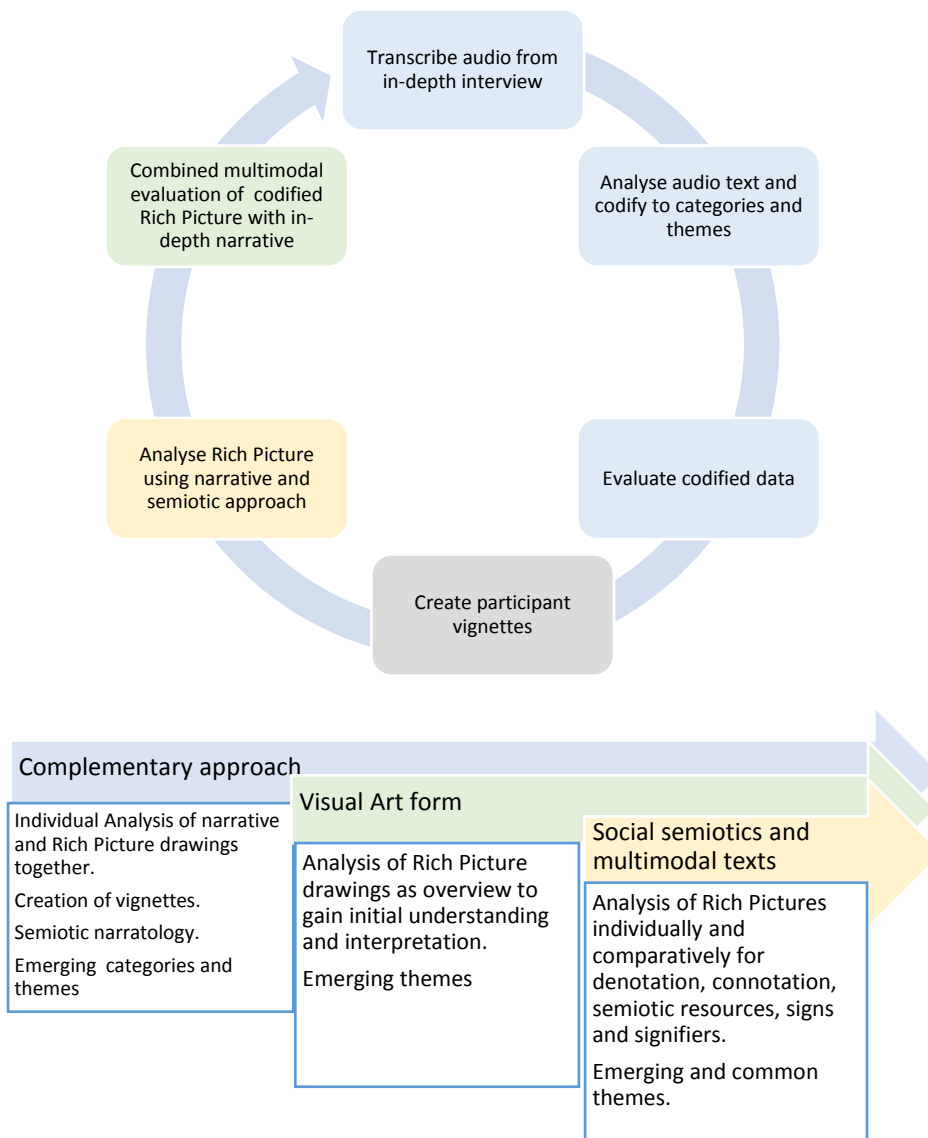 Transcribe audio from
in-depth interview
Analyse audio text and
codify to categories and
themes
Evaluate codified data
Create participant
vignettes
Analyse Rich Picture
using narrative and
semiotic approach
Combined multimodal
evaluation of codified
Rich Picture with in-
depth narrative
Complementary approach
Individual Analysis of narrative
and Rich Picture drawings
together.
Creation of vignettes.
Semiotic narratology.
Emerging categories and
themes
Visual Art form
Analysis of Rich Picture
drawings as overview to
gain initial understanding
and interpretation.
Emerging themes
Social semiotics and
multimodal texts
Analysis of Rich Pictures
individually and
comparatively for
denotation, connotation,
semiotic resources, signs
and signifiers.
Emerging and common
themes.